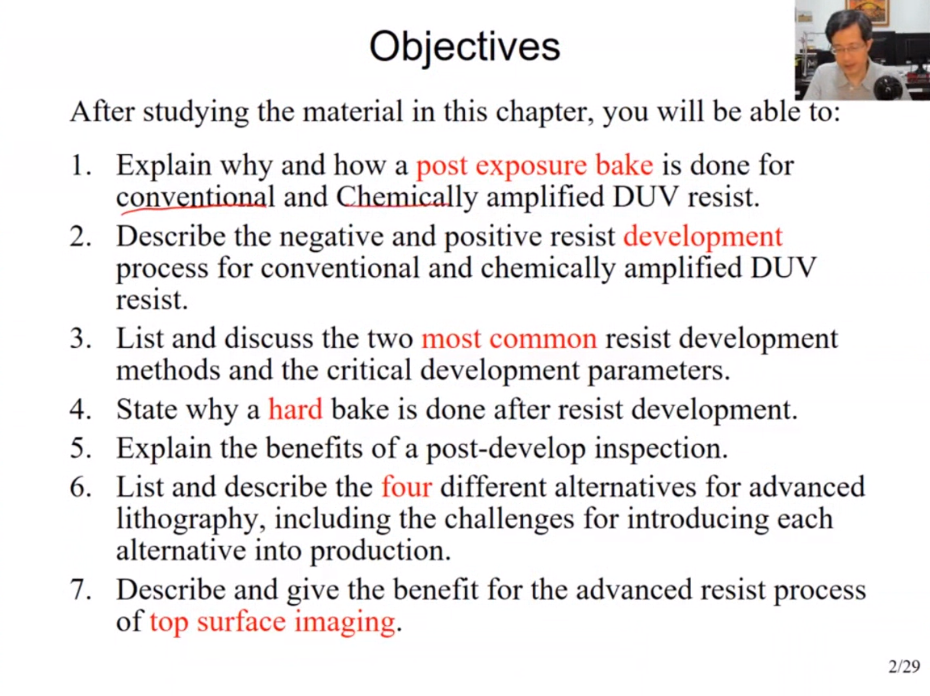 Objectives
After studying the material in this chapter, you will be able to:
1. Explain why and how a post exposure bake is done for
conventional and Chemically amplified DUV resist.
2. Describe the negative and positive resist development
process for conventional and chemically amplified DUV
resist.
3. List and discuss the two most common resist development
methods and the critical development parameters.
4. State why a hard bake is done after resist development.
5. Explain the benefits of a post-develop inspection.
6. List and describe the four different alternatives for advanced
lithography, including the challenges for introducing each
alternative into production.
7. Describe and give the benefit for the advanced resist process
of top surface imaging.
2/29